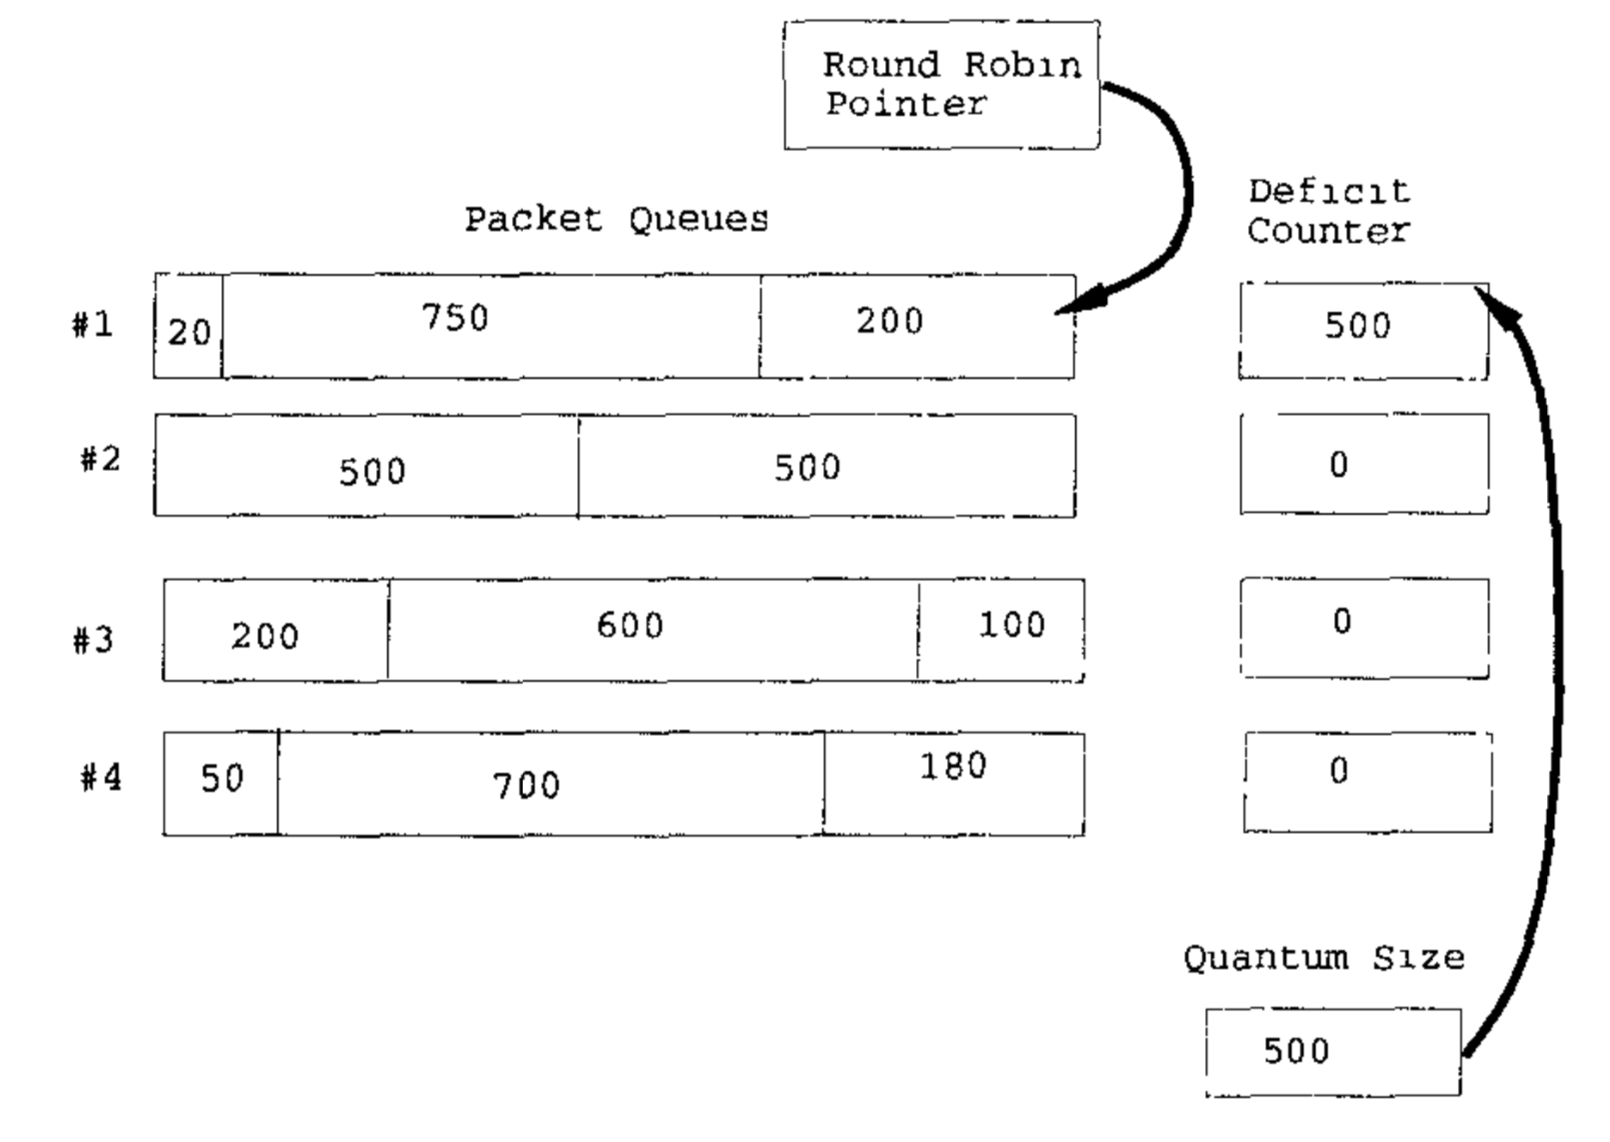 Round Robin
Pointer
Packet Queues
Deficit
Counter
#1 20 750 200 500
#2 500 500 0
#3 200 600 100 0
#4 50 700 180 0
Quantum Size
500